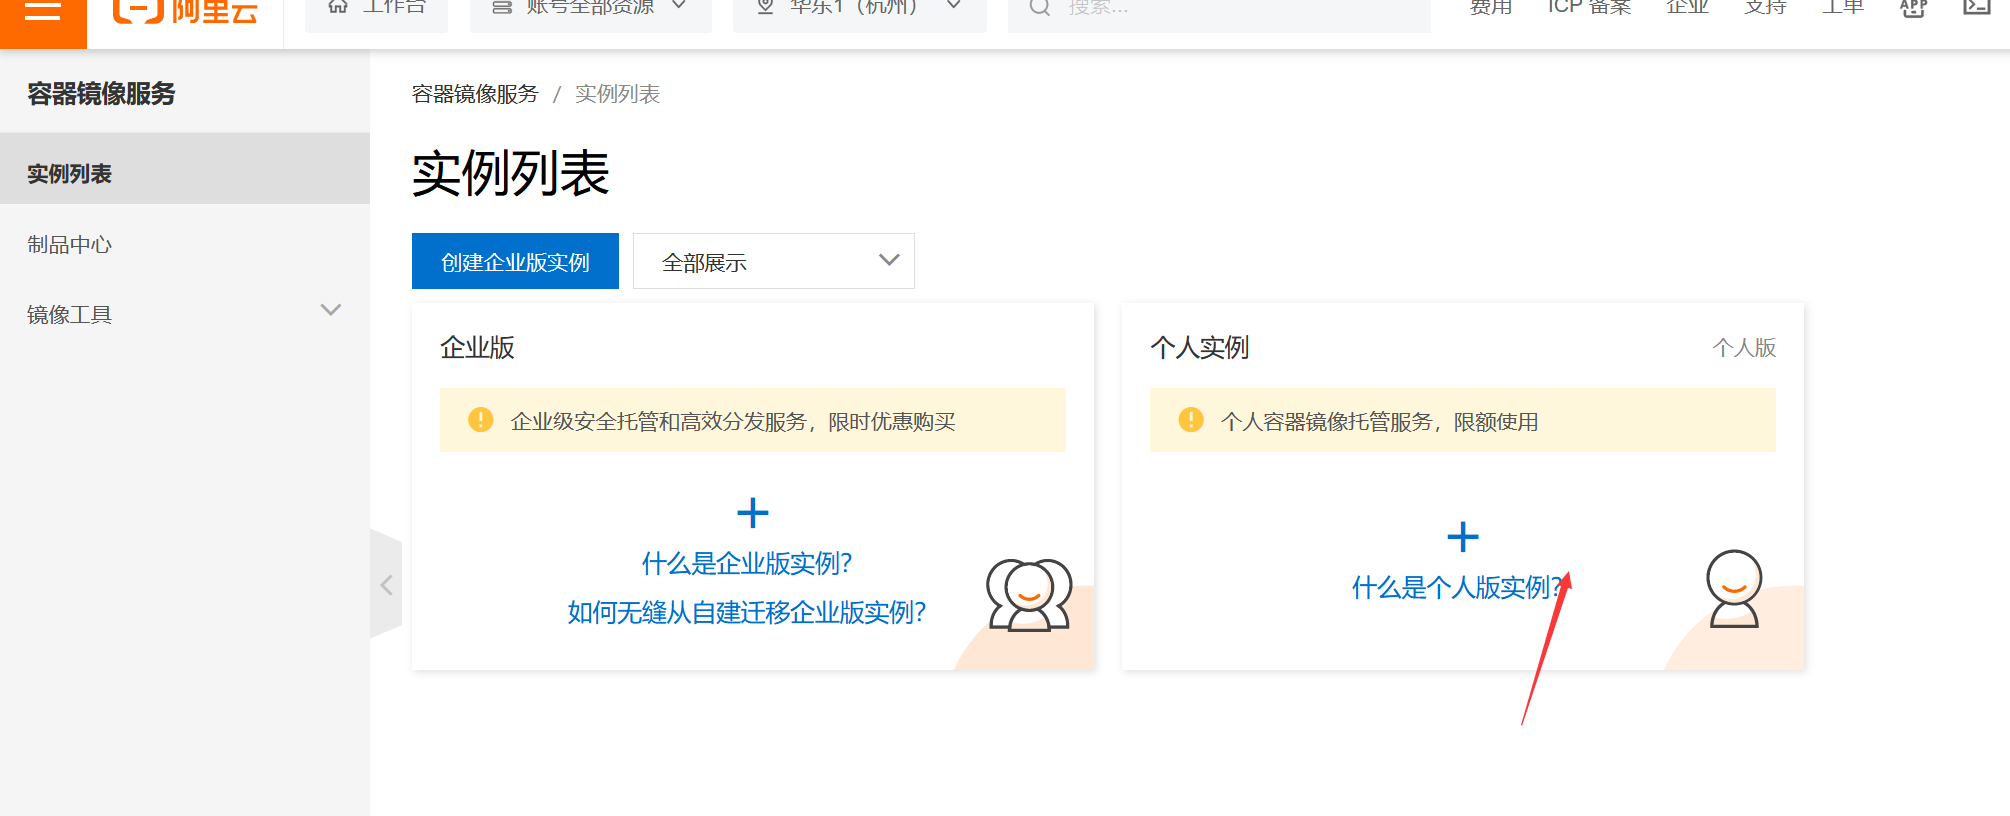 阿里云
工作台
账号全部资源
华东1（杭州）
搜索...
费用
ICP 备案
企业
支持
工单
APP
容器镜像服务
实例列表
制品中心
镜像工具
容器镜像服务 / 实例列表
实例列表
创建企业版实例
全部展示
企业版
企业级安全托管和高效分发服务，限时优惠购买
什么是企业版实例？
如何无缝从自建迁移企业版实例？
个人实例
个人版
个人容器镜像托管服务，限额使用
什么是个人版实例？